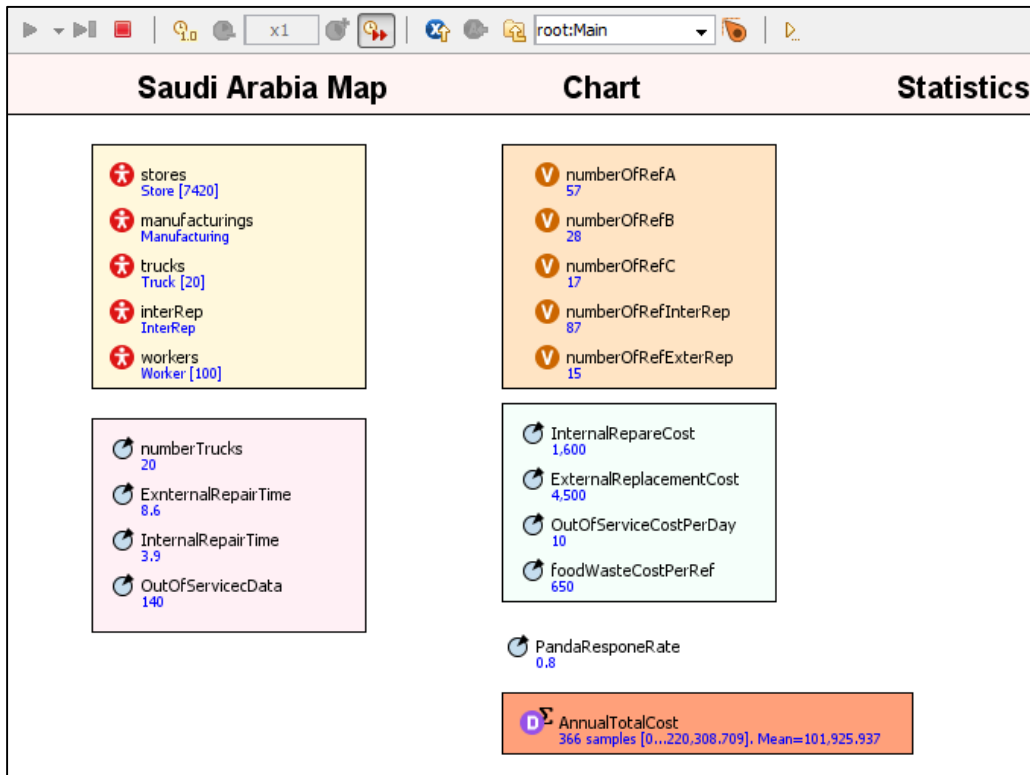 x1
root:Main
Saudi Arabia Map
Chart
Statistics
stores
Store [7420]
manufacturings
Manufacturing
trucks
Truck [20]
interRep
InterRep
workers
Worker [100]
numberTrucks
20
ExnternalRepairTime
8.6
InternalRepairTime
3.9
OutOfServicecData
140
V numberOfRefA
57
V numberOfRefB
28
V numberOfRefC
17
V numberOfRefInterRep
87
V numberOfRefExterRep
15
InternalRepareCost
1,600
ExternalReplacementCost
4,500
OutOfServiceCostPerDay
10
foodWasteCostPerRef
650
PandaResponeRate
0.8
D Σ AnnualTotalCost
366 samples [0...220,308.709]. Mean=101,925.937